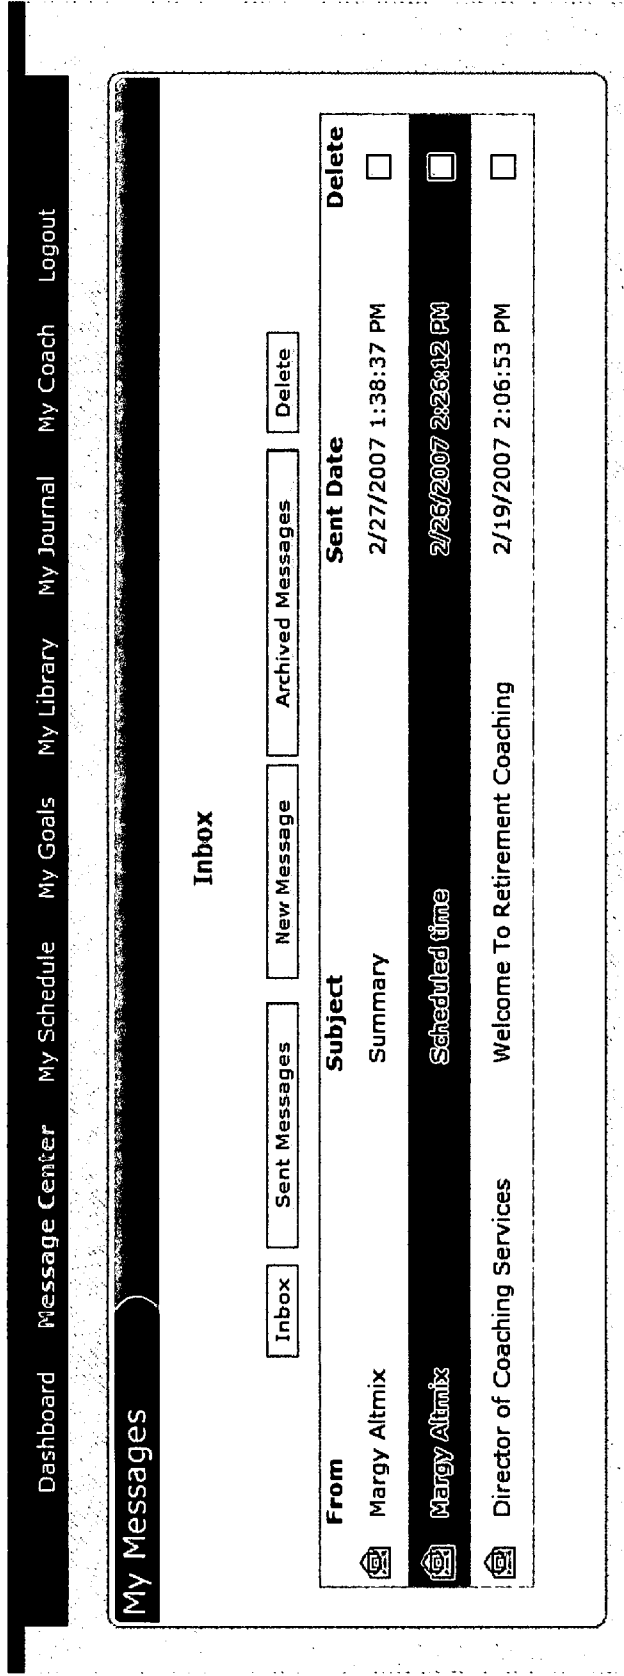 Dashboard Message Center My Schedule My Goals My Library My Journal My Coach Logout
My Messages
Inbox
Inbox Sent Messages New Message Archived Messages Delete
From Subject Sent Date Delete
Margy Altmix Summary 2/27/2007 1:38:37 PM
Margy Altmix Scheduled time 2/26/2007 2:26:12 PM
Director of Coaching Services Welcome To Retirement Coaching 2/19/2007 2:06:53 PM